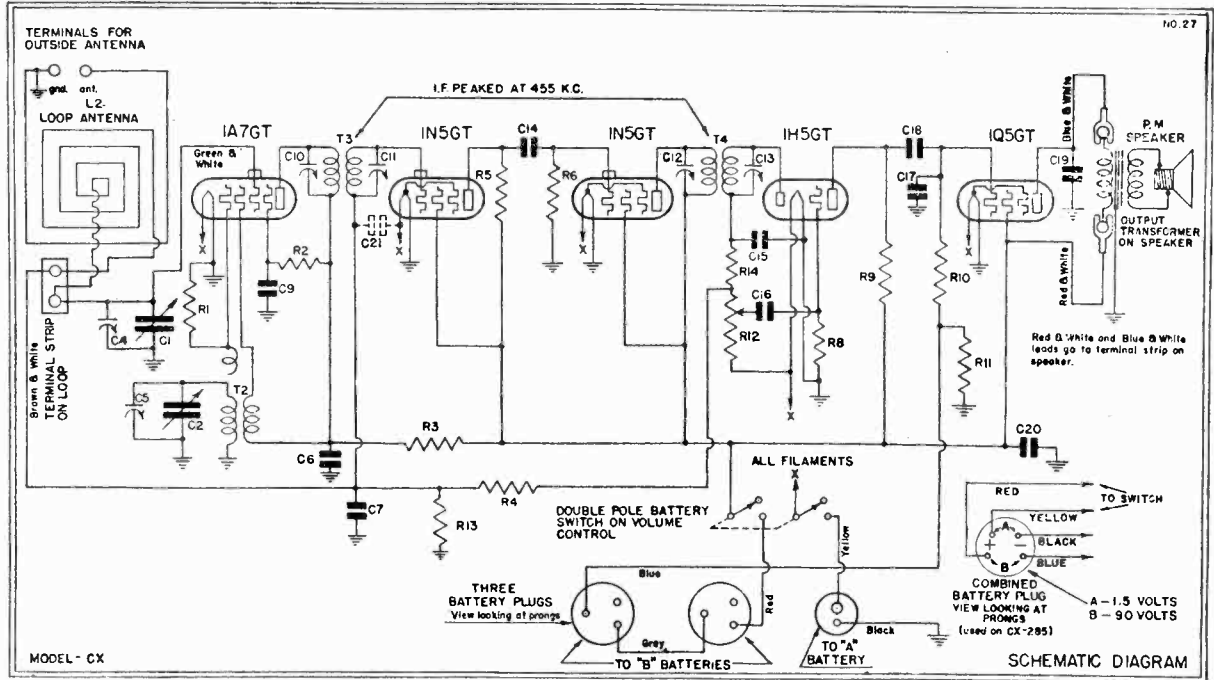 NO. 27
TERMINALS FOR
OUTSIDE ANTENNA
gnd.
ant.
L2-
LOOP ANTENNA
I.F. PEAKED AT 455 K.C.
IA7GT
T3
IN5GT
C14
IN5GT
T4
IH5GT
C18
IQ5GT
Blue & White
P.M
SPEAKER
Green &
White
C10
C11
R5
R6
C12
C13
C17
C19
C21
X
X
X
X
X
OUTPUT
TRANSFORMER
ON SPEAKER
R2
C9
R1
C15
R14
C16
R12
R8
R9
R10
Red & White
C4
C1
Brown & White
TERMINAL STRIP
ON LOOP
Red & White and Blue & White
leads go to terminal strip on
speaker.
R11
C5
C2
T2
R3
C6
C20
ALL FILAMENTS
X
C7
R13
R4
DOUBLE POLE BATTERY
SWITCH ON VOLUME
CONTROL
RED
TO SWITCH
YELLOW
BLACK
BLUE
A
+
−
B
COMBINED
BATTERY PLUG
VIEW LOOKING AT
PRONGS
(used on CX-285)
A – 1.5 VOLTS
B – 90 VOLTS
Blue
Red
Yellow
THREE
BATTERY PLUGS
View looking at prongs
Grey
Black
TO "B" BATTERIES
TO "A"
BATTERY
MODEL - CX
SCHEMATIC DIAGRAM